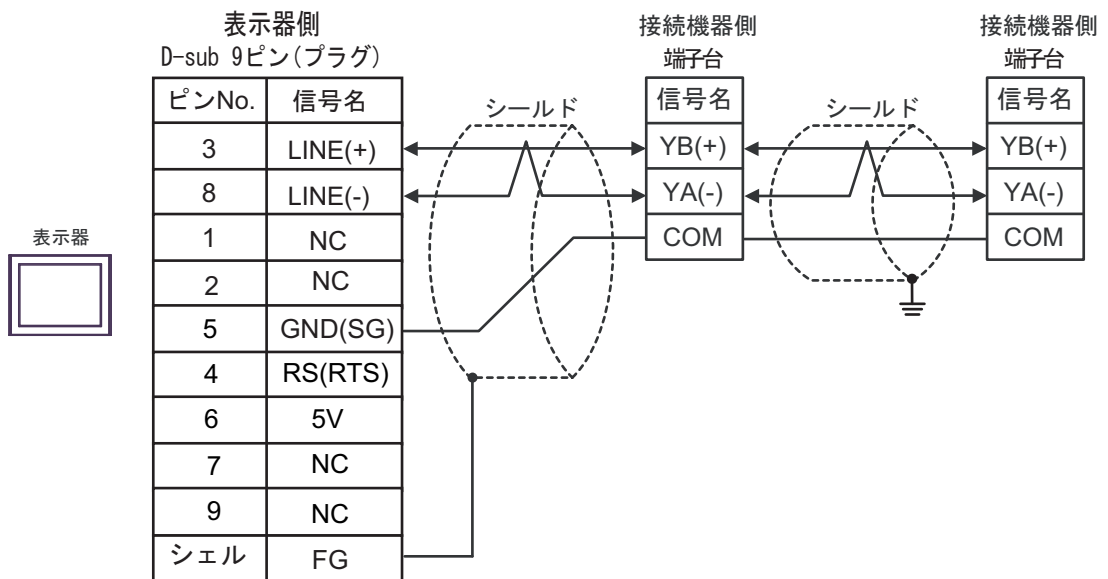 表示器側
D-sub 9ピン(プラグ)
接続機器側
端子台
接続機器側
端子台
ピンNo. 信号名
シールド
信号名
シールド
信号名
3 LINE(+)
YB(+)
YB(+)
8 LINE(-)
YA(-)
YA(-)
表示器
1 NC
COM
COM
2 NC
5 GND(SG)
4 RS(RTS)
6 5V
7 NC
9 NC
シェル FG